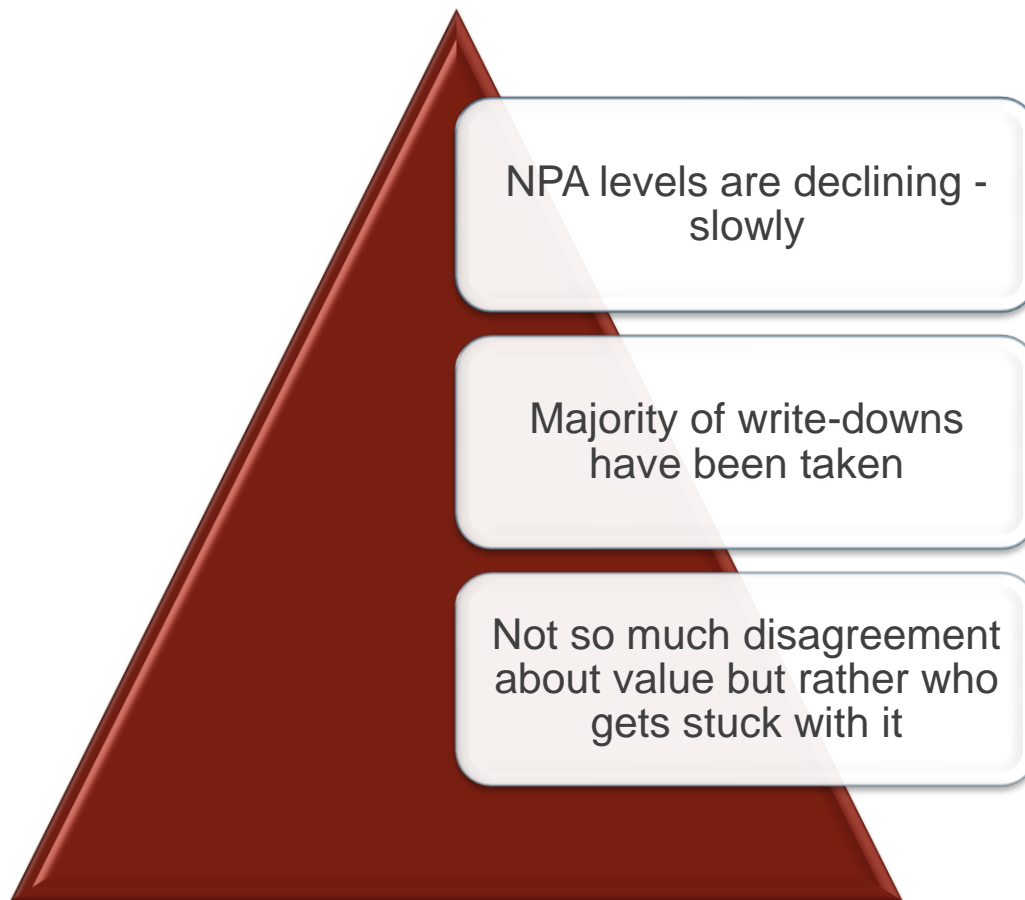 NPA levels are declining -
slowly
Majority of write-downs
have been taken
Not so much disagreement
about value but rather who
gets stuck with it